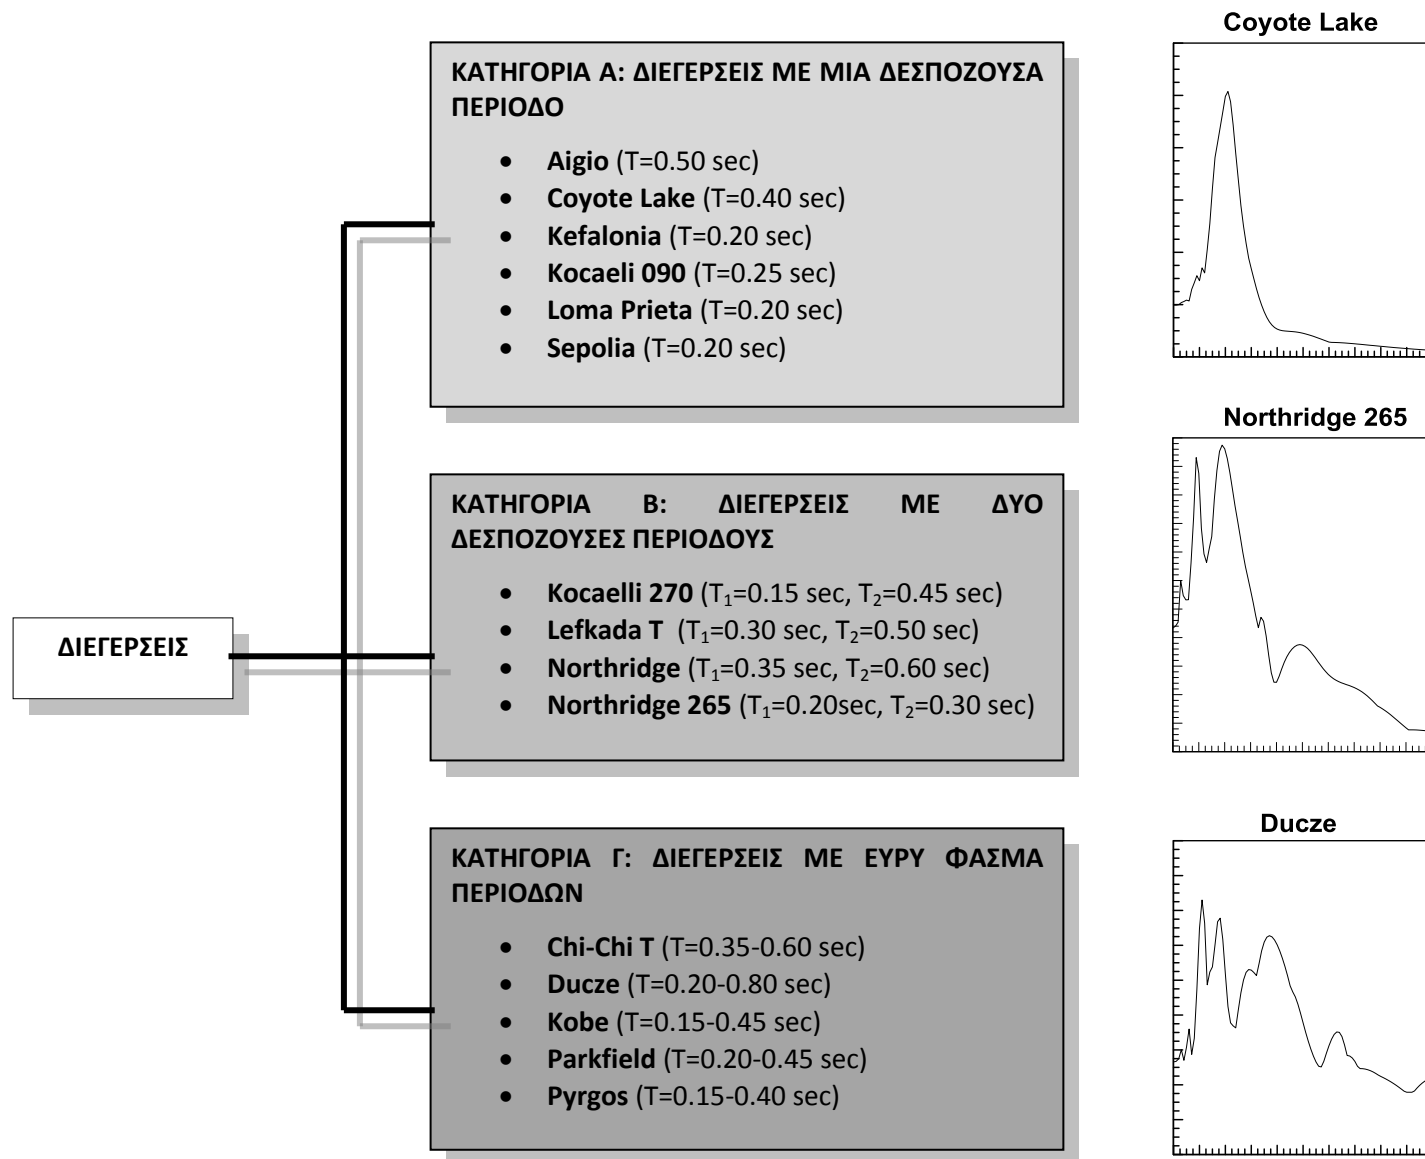 Coyote Lake
ΚΑΤΗΓΟΡΙΑ Α: ΔΙΕΓΕΡΣΕΙΣ ΜΕ ΜΙΑ ΔΕΣΠΟΖΟΥΣΑ
ΠΕΡΙΟΔΟ
• Aigio (T=0.50 sec)
• Coyote Lake (T=0.40 sec)
• Kefalonia (T=0.20 sec)
• Kocaeli 090 (T=0.25 sec)
• Loma Prieta (T=0.20 sec)
• Sepolia (T=0.20 sec)
Northridge 265
ΚΑΤΗΓΟΡΙΑ Β: ΔΙΕΓΕΡΣΕΙΣ ΜΕ ΔΥΟ
ΔΕΣΠΟΖΟΥΣΕΣ ΠΕΡΙΟΔΟΥΣ
• Kocaelli 270 (T₁=0.15 sec, T₂=0.45 sec)
• Lefkada T (T₁=0.30 sec, T₂=0.50 sec)
• Northridge (T₁=0.35 sec, T₂=0.60 sec)
• Northridge 265 (T₁=0.20sec, T₂=0.30 sec)
ΔΙΕΓΕΡΣΕΙΣ
Ducze
ΚΑΤΗΓΟΡΙΑ Γ: ΔΙΕΓΕΡΣΕΙΣ ΜΕ ΕΥΡΥ ΦΑΣΜΑ
ΠΕΡΙΟΔΩΝ
• Chi-Chi T (T=0.35-0.60 sec)
• Ducze (T=0.20-0.80 sec)
• Kobe (T=0.15-0.45 sec)
• Parkfield (T=0.20-0.45 sec)
• Pyrgos (T=0.15-0.40 sec)